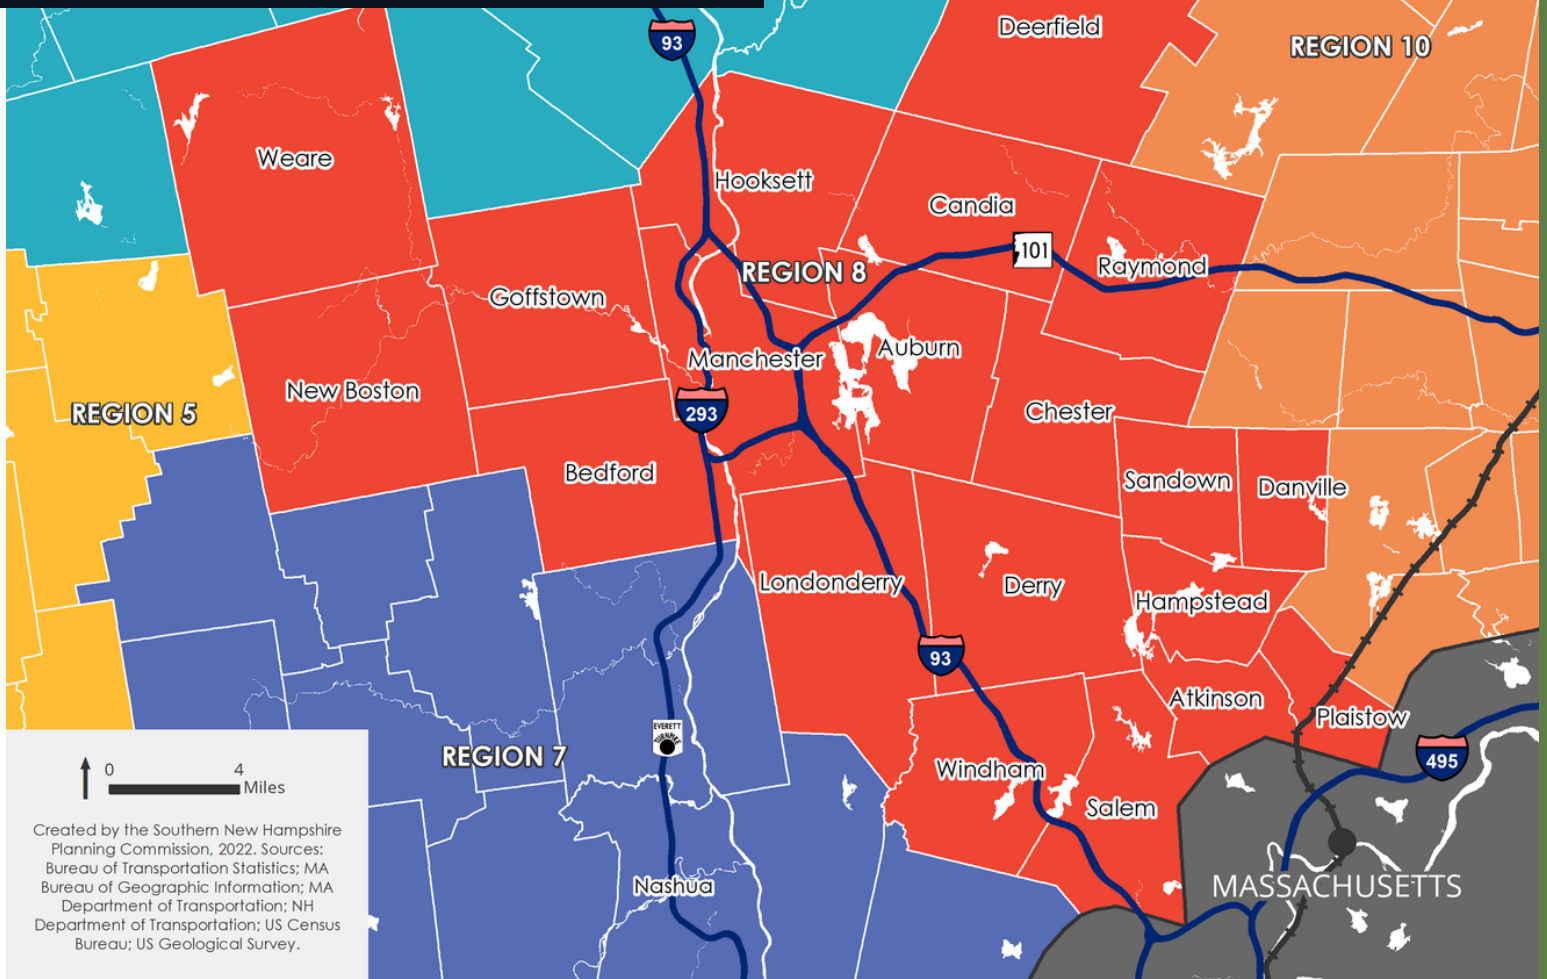 93
Deerfield
REGION 10
Weare
Hooksett
Candia
101
Raymond
REGION 8
Goffstown
Manchester
Auburn
New Boston
REGION 5
293
Chester
Bedford
Sandown
Danville
Londonderry
Derry
Hampstead
93
Atkinson
Plaistow
EVERETT
TURNPIKE
REGION 7
495
Windham
Salem
0 4
Miles
Created by the Southern New Hampshire
Planning Commission, 2022. Sources:
Bureau of Transportation Statistics; MA
Bureau of Geographic Information; MA
Department of Transportation; NH
Department of Transportation; US Census
Bureau; US Geological Survey.
Nashua
MASSACHUSETTS